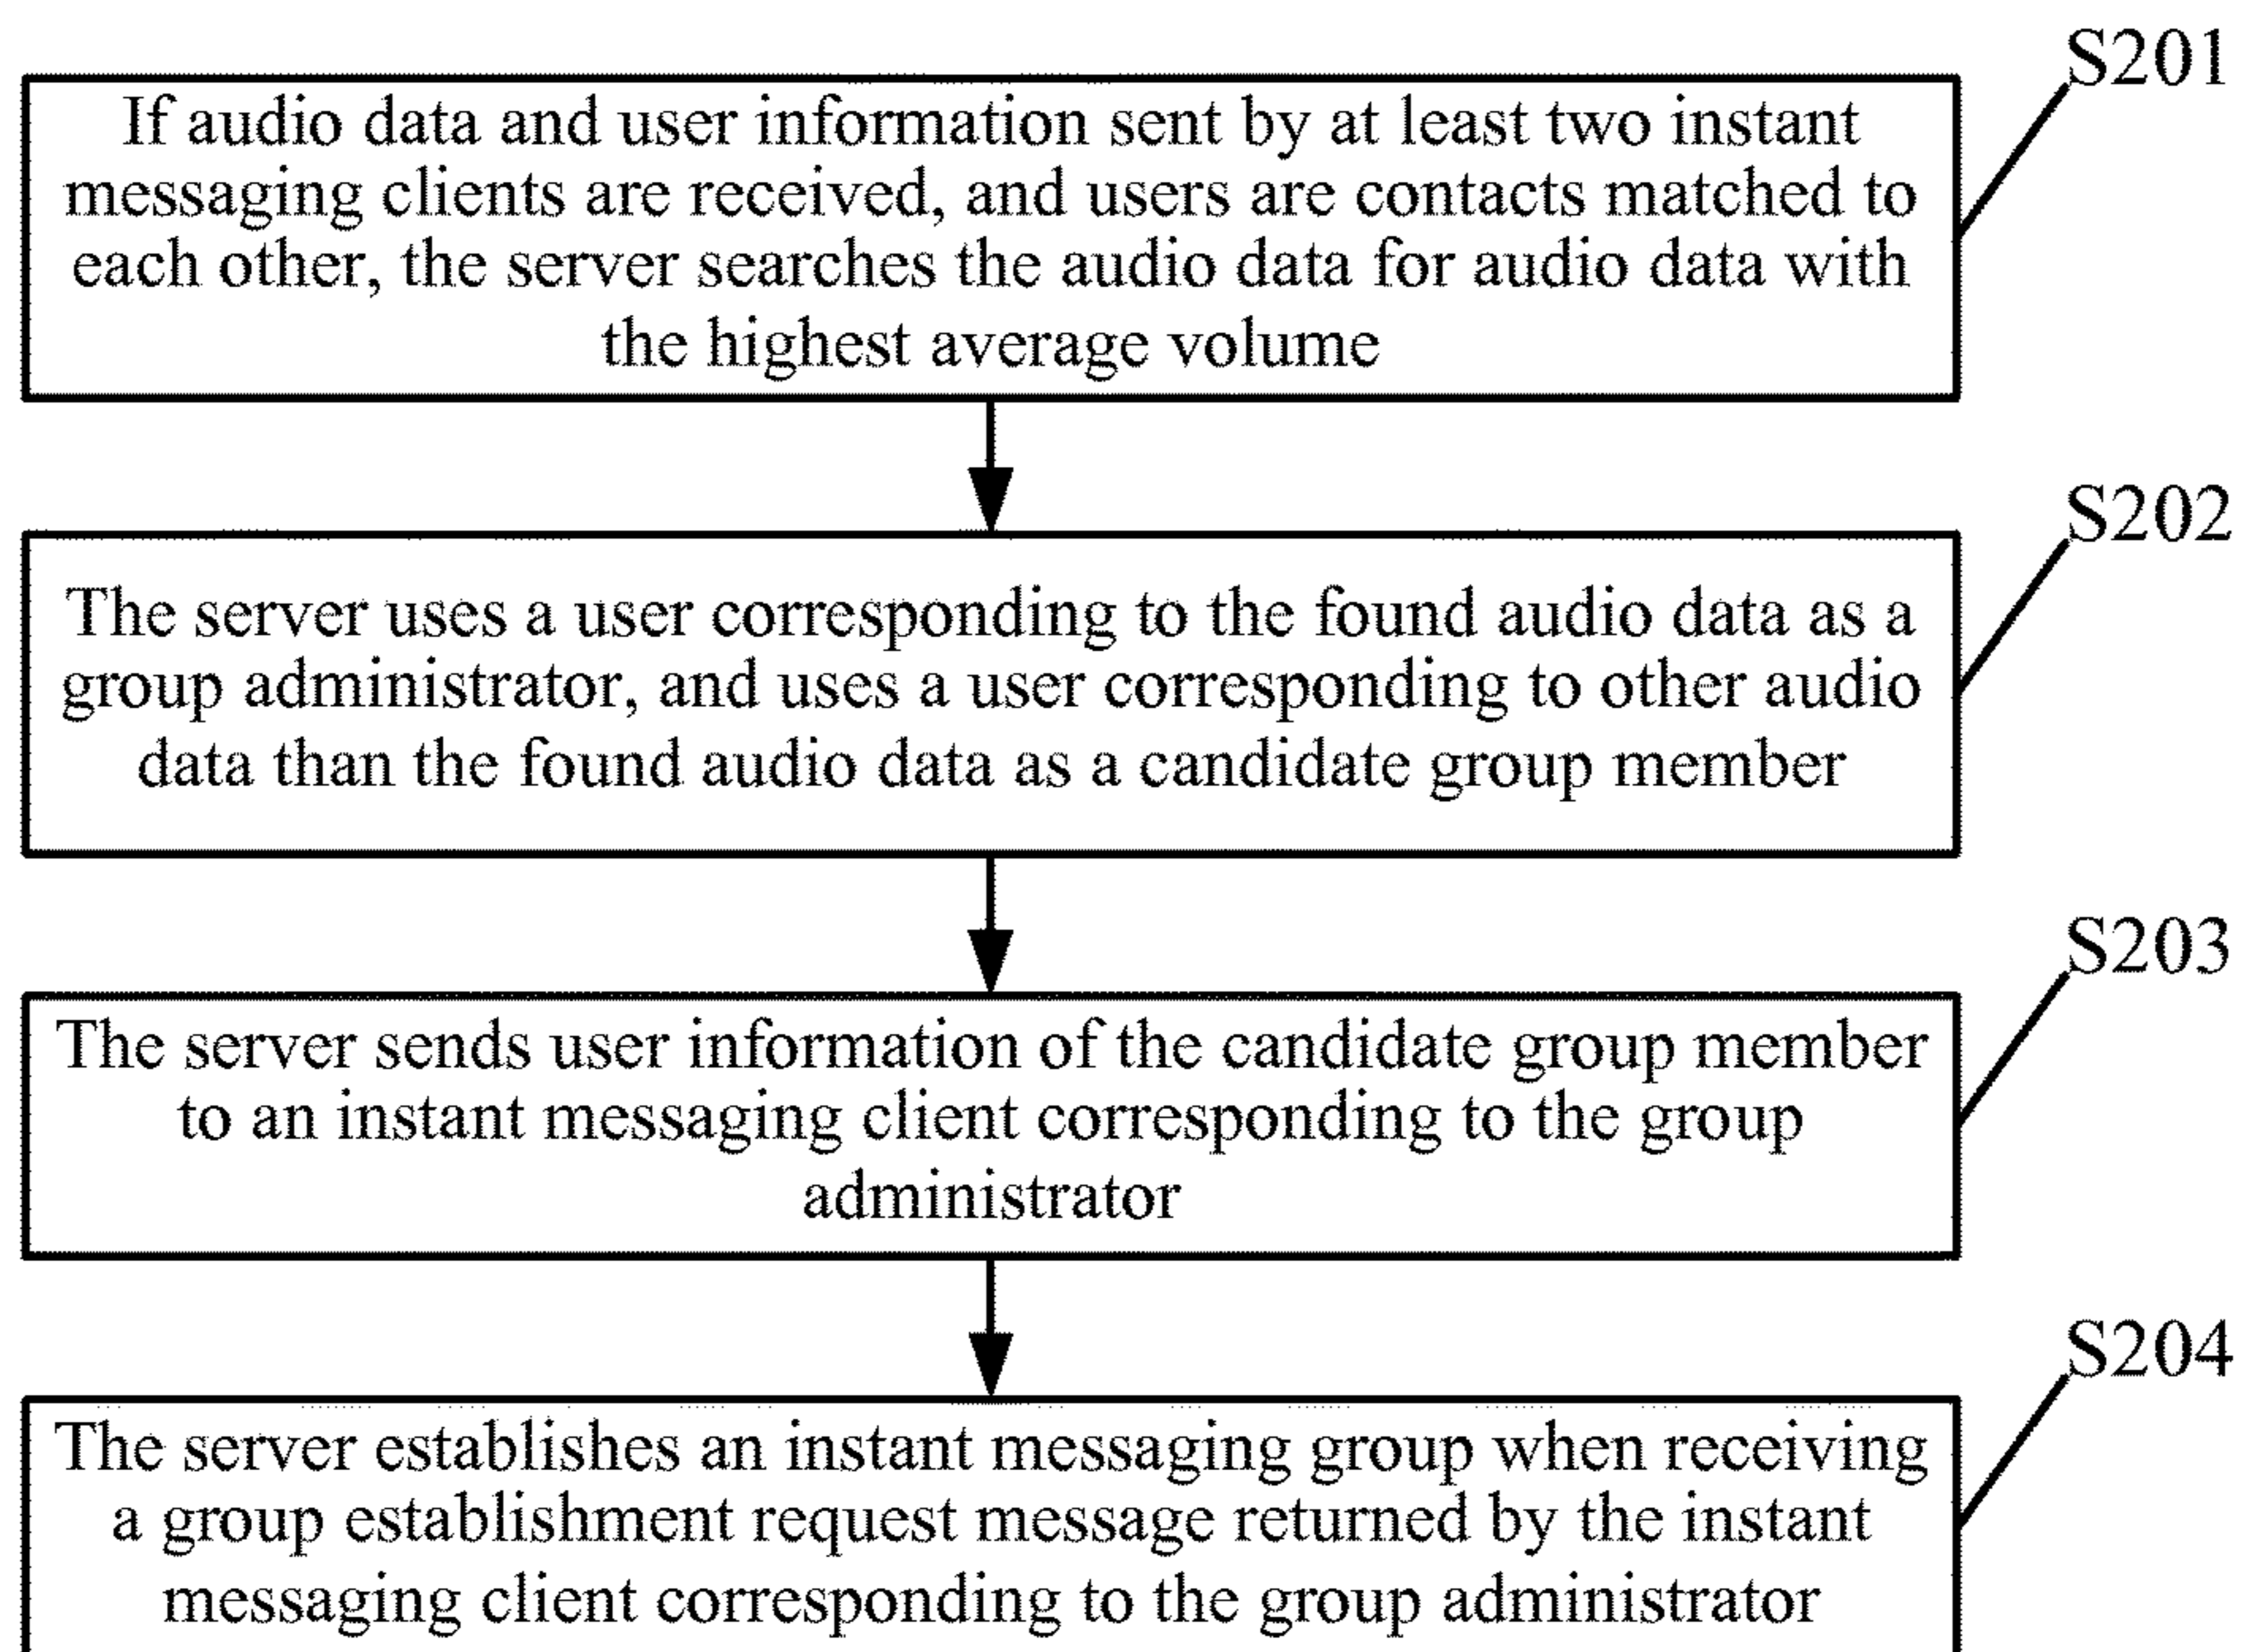 S201
If audio data and user information sent by at least two instant
messaging clients are received, and users are contacts matched to
each other, the server searches the audio data for audio data with
the highest average volume
S202
The server uses a user corresponding to the found audio data as a
group administrator, and uses a user corresponding to other audio
data than the found audio data as a candidate group member
S203
The server sends user information of the candidate group member
to an instant messaging client corresponding to the group
administrator
S204
The server establishes an instant messaging group when receiving
a group establishment request message returned by the instant
messaging client corresponding to the group administrator